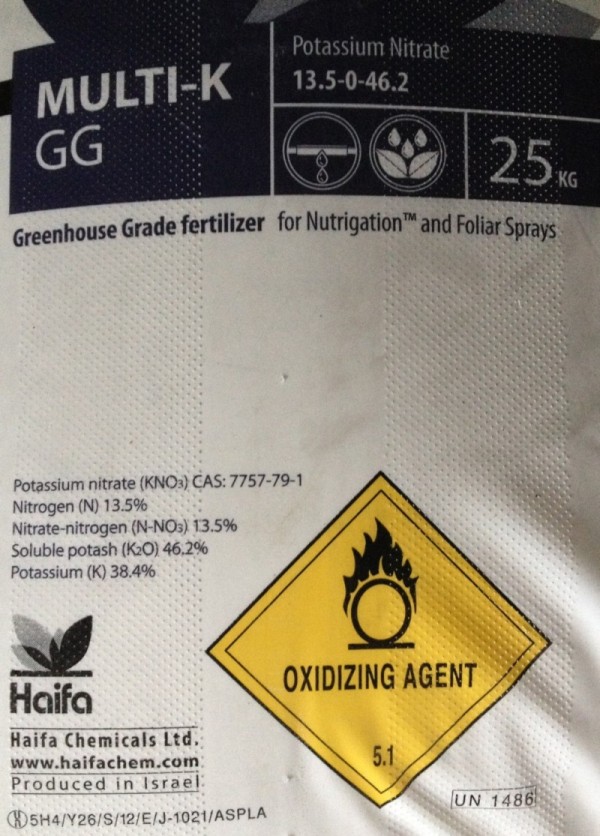 MULTI-K
GG
Potassium Nitrate
13.5-0-46.2
25 KG
Greenhouse Grade fertilizer for Nutrigation™ and Foliar Sprays
Potassium nitrate (KNO₃) CAS: 7757-79-1
Nitrogen (N) 13.5%
Nitrate-nitrogen (N-NO₃) 13.5%
Soluble potash (K₂O) 46.2%
Potassium (K) 38.4%
OXIDIZING AGENT
5.1
Haifa
Haifa Chemicals Ltd.
www.haifachem.com
Produced in Israel
UN 1486
5H4/Y26/S/12/E/J-1021/ASPLA